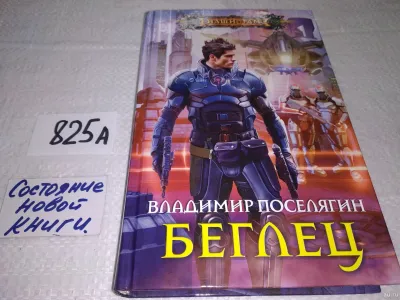 825А
Состояние
новой
книги.
ВЛАДИМИР ПОСЕЛЯГИН
БЕГЛЕЦ